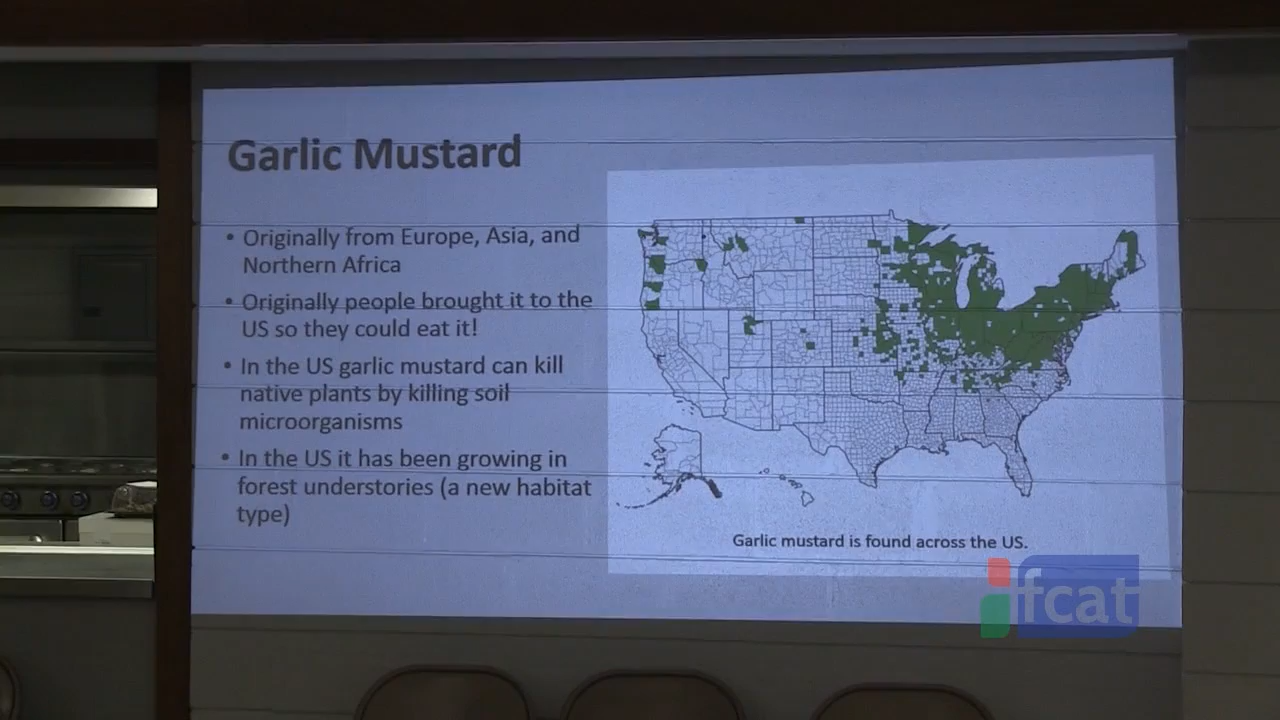 Garlic Mustard
• Originally from Europe, Asia, and
Northern Africa
• Originally people brought it to the
US so they could eat it!
• In the US garlic mustard can kill
native plants by killing soil
microorganisms
• In the US it has been growing in
forest understories (a new habitat
type)
Garlic mustard is found across the US.
fcat